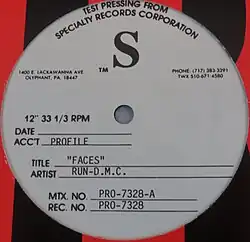 TEST PRESSING FROM
SPECIALTY RECORDS CORPORATION
S
TM
1400 E. LACKAWANNA AVE
OLYPHANT, PA. 18447
PHONE: (717) 383-3291
TWX 510-671-4580
12" 33 1/3 RPM
DATE
ACC'T PROFILE
TITLE "FACES"
ARTIST RUN-D.M.C.
MTX. NO. PRO-7328-A
REC. NO. PRO-7328